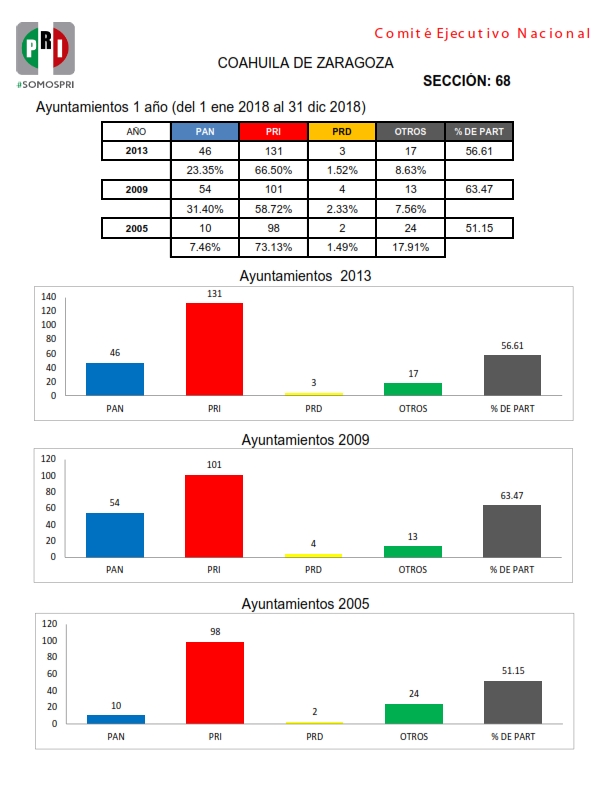 Comité Ejecutivo Nacional
PRI
#SOMOSPRI
COAHUILA DE ZARAGOZA
SECCIÓN: 68
Ayuntamientos 1 año (del 1 ene 2018 al 31 dic 2018)
AÑO PAN PRI PRD OTROS % DE PART
2013 46 131 3 17 56.61
23.35% 66.50% 1.52% 8.63%
2009 54 101 4 13 63.47
31.40% 58.72% 2.33% 7.56%
2005 10 98 2 24 51.15
7.46% 73.13% 1.49% 17.91%
Ayuntamientos 2013
140
120
100
80
60
40
20
0
46
131
3
17
56.61
PAN PRI PRD OTROS % DE PART
Ayuntamientos 2009
120
100
80
60
40
20
0
54
101
4
13
63.47
PAN PRI PRD OTROS % DE PART
Ayuntamientos 2005
120
100
80
60
40
20
0
10
98
2
24
51.15
PAN PRI PRD OTROS % DE PART